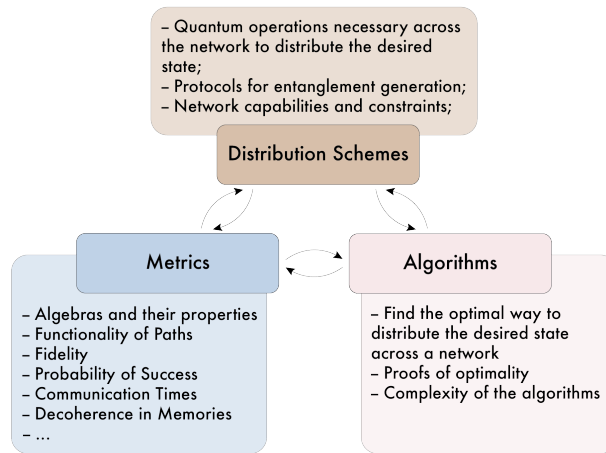 – Quantum operations necessary across
the network to distribute the desired
state;
– Protocols for entanglement generation;
– Network capabilities and constraints;
Distribution Schemes
Metrics
– Algebras and their properties
– Functionality of Paths
– Fidelity
– Probability of Success
– Communication Times
– Decoherence in Memories
– ...
Algorithms
– Find the optimal way to
distribute the desired state
across a network
– Proofs of optimality
– Complexity of the algorithms